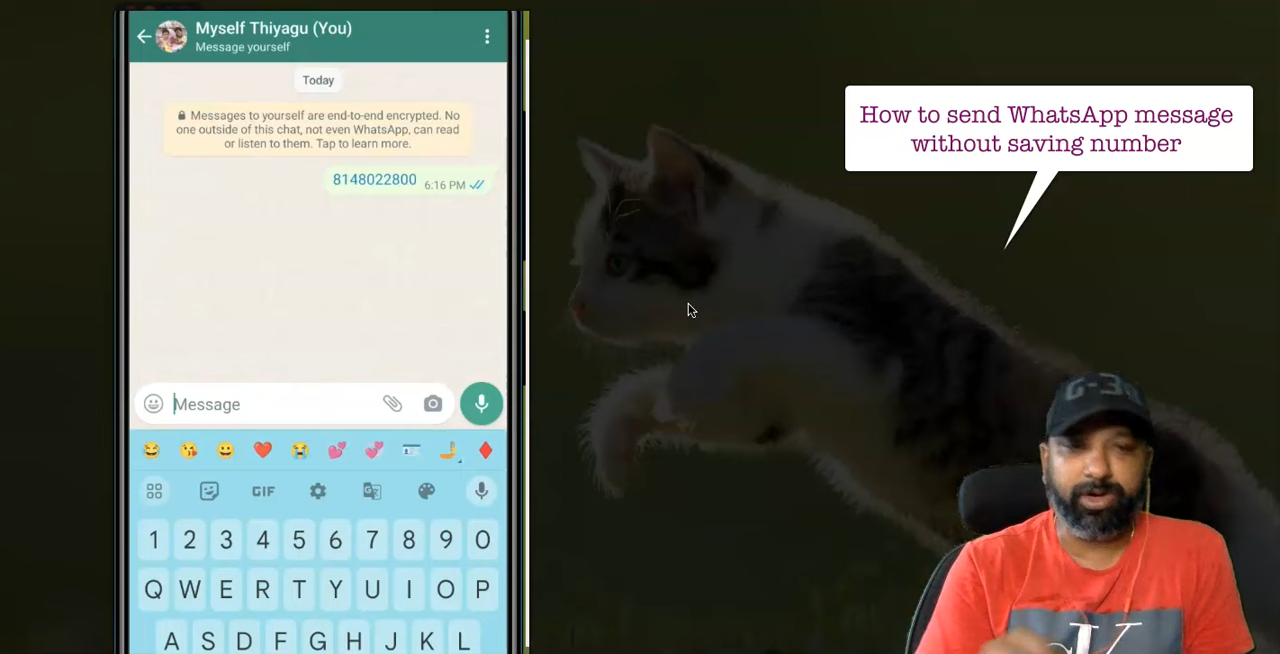 Myself Thiyagu (You)
Message yourself
Today
Messages to yourself are end-to-end encrypted. No
one outside of this chat, not even WhatsApp, can read
or listen to them. Tap to learn more.
8148022800 6:16 PM
Message
GIF
1 2 3 4 5 6 7 8 9 0
Q W E R T Y U I O P
A S D F G H J K L
How to send WhatsApp message
without saving number